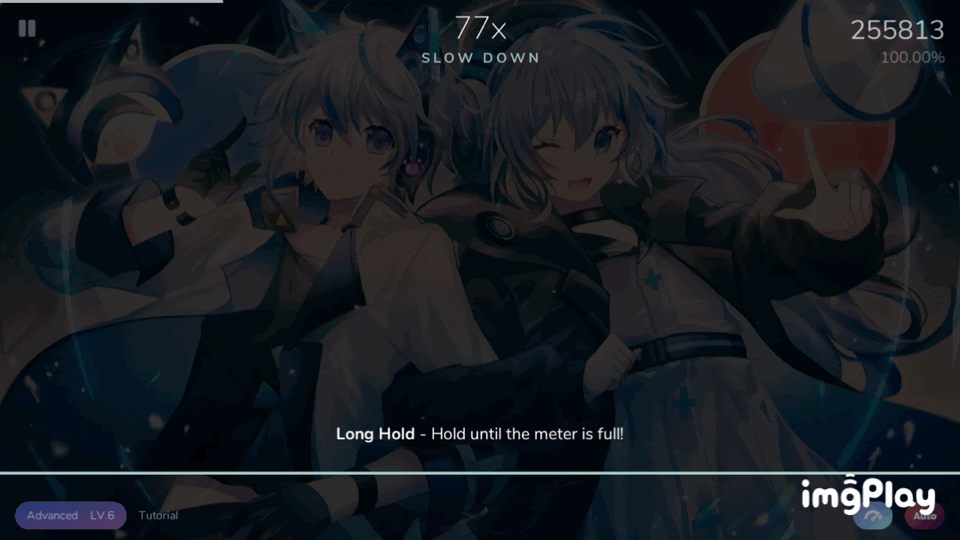 77x
SLOW DOWN
255813
100.00%
Long Hold - Hold until the meter is full!
Advanced LV.6 Tutorial
imgPlay
Auto